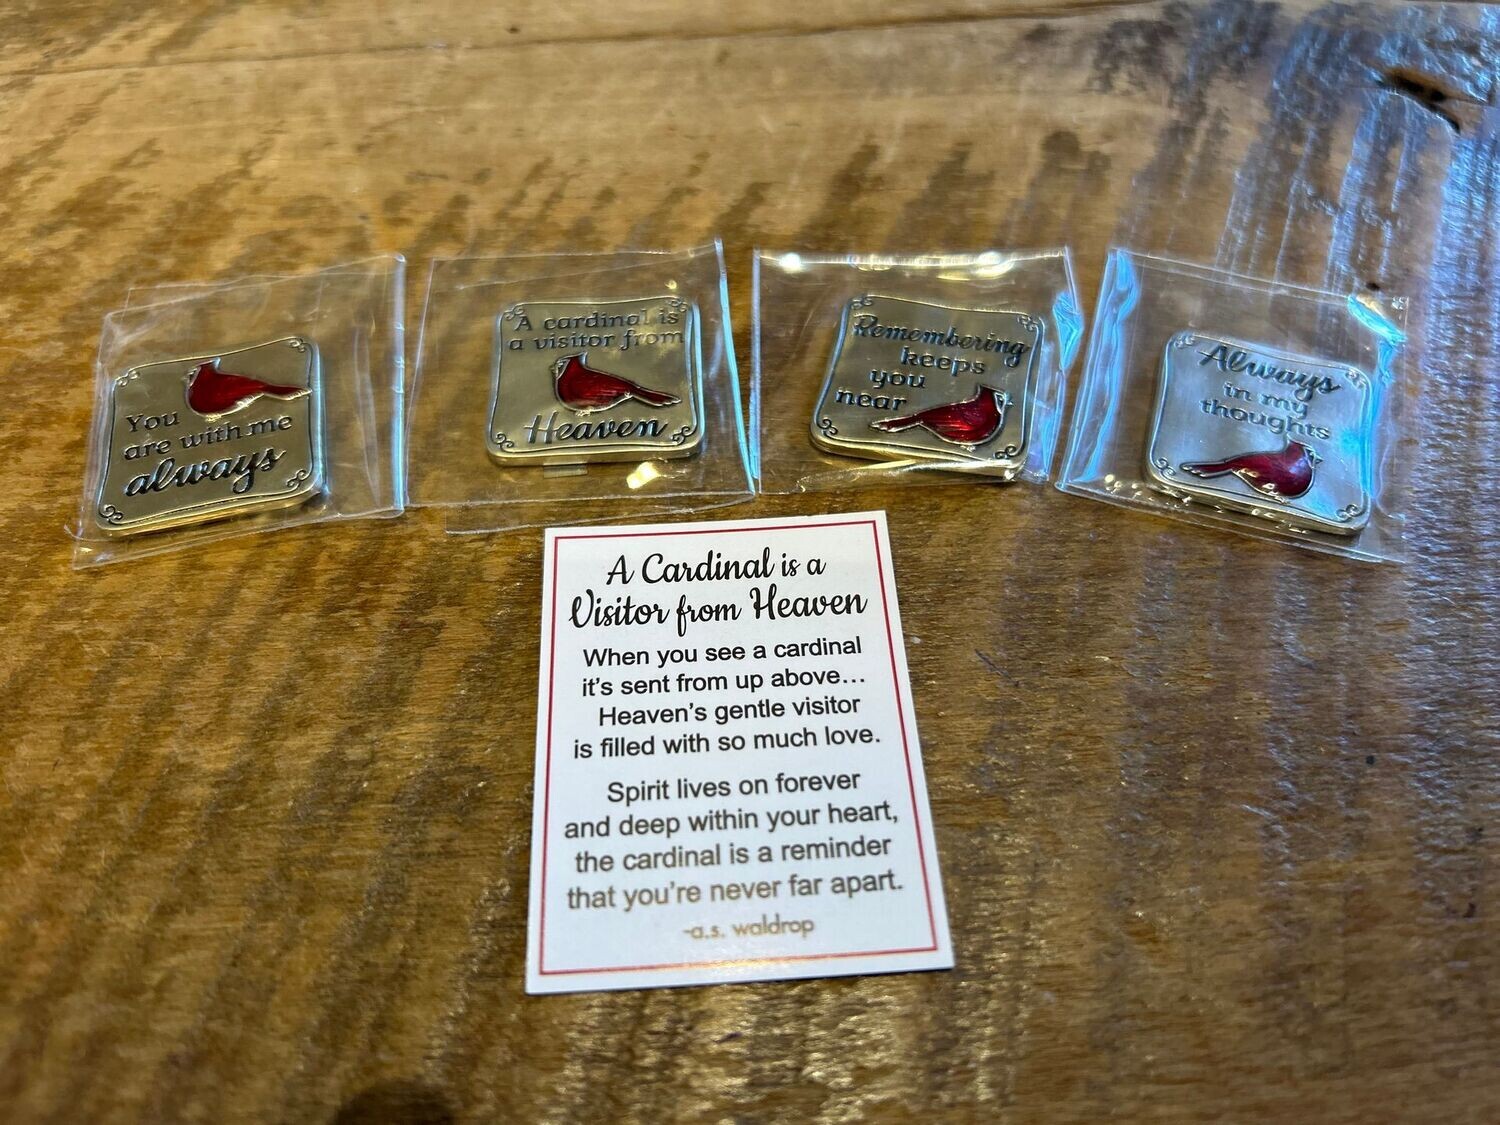 You
are with me
always
A cardinal is
a visitor from
Heaven
Remembering
keeps
you
near
Always
in my
thoughts
A Cardinal is a
Visitor from Heaven
When you see a cardinal
it's sent from up above...
Heaven's gentle visitor
is filled with so much love.
Spirit lives on forever
and deep within your heart,
the cardinal is a reminder
that you're never far apart.
-a.s. waldrop